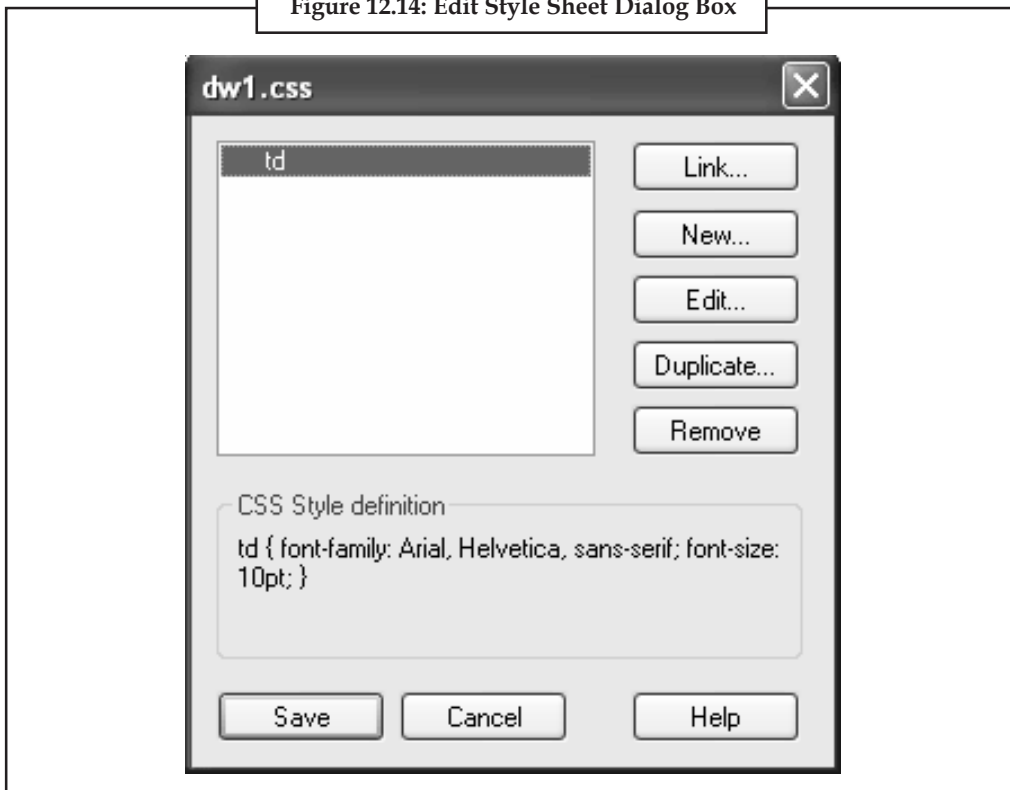 Figure 12.14: Edit Style Sheet Dialog Box
dw1.css
td
Link...
New...
Edit...
Duplicate...
Remove
CSS Style definition
td { font-family: Arial, Helvetica, sans-serif; font-size:
10pt; }
Save
Cancel
Help